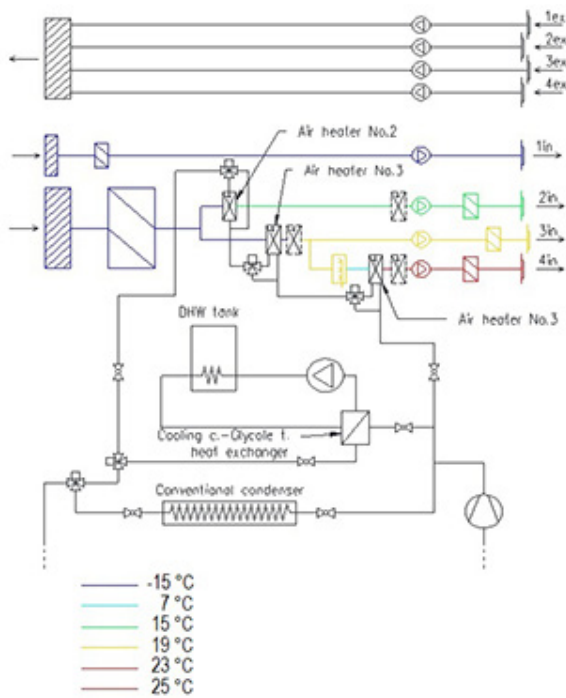 1ex
2ex
3ex
4ex
Air heater No.2
1in
Air heater No.3
2in
3in
4in
Air heater No.3
DHW tank
Cooling c.-Glycole t.
heat exchanger
Conventional condenser
-15 °C
7 °C
15 °C
19 °C
23 °C
25 °C